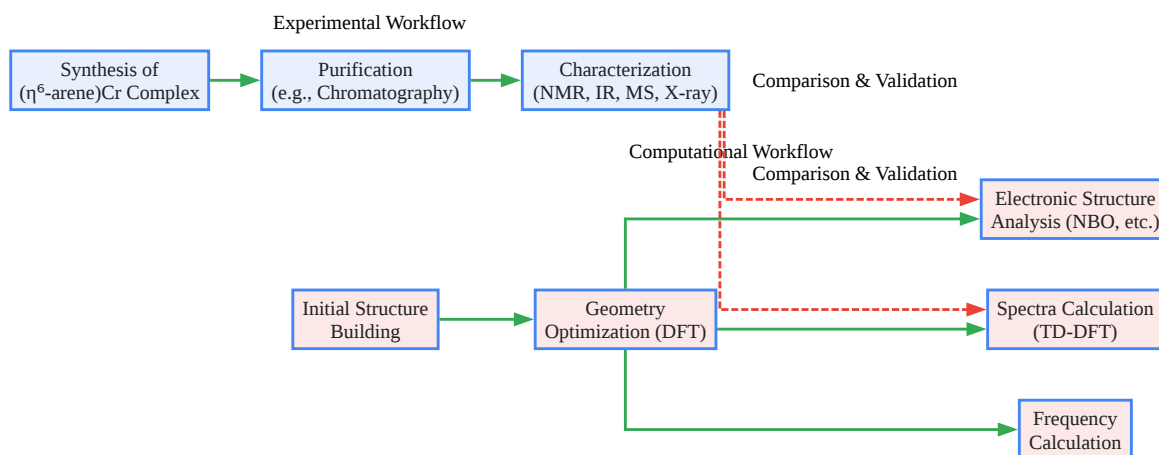 Experimental Workflow
Synthesis of
(η⁶-arene)Cr Complex
Purification
(e.g., Chromatography)
Characterization
(NMR, IR, MS, X-ray)
Comparison & Validation
Computational Workflow
Comparison & Validation
Electronic Structure
Analysis (NBO, etc.)
Initial Structure
Building
Geometry
Optimization (DFT)
Spectra Calculation
(TD-DFT)
Frequency
Calculation